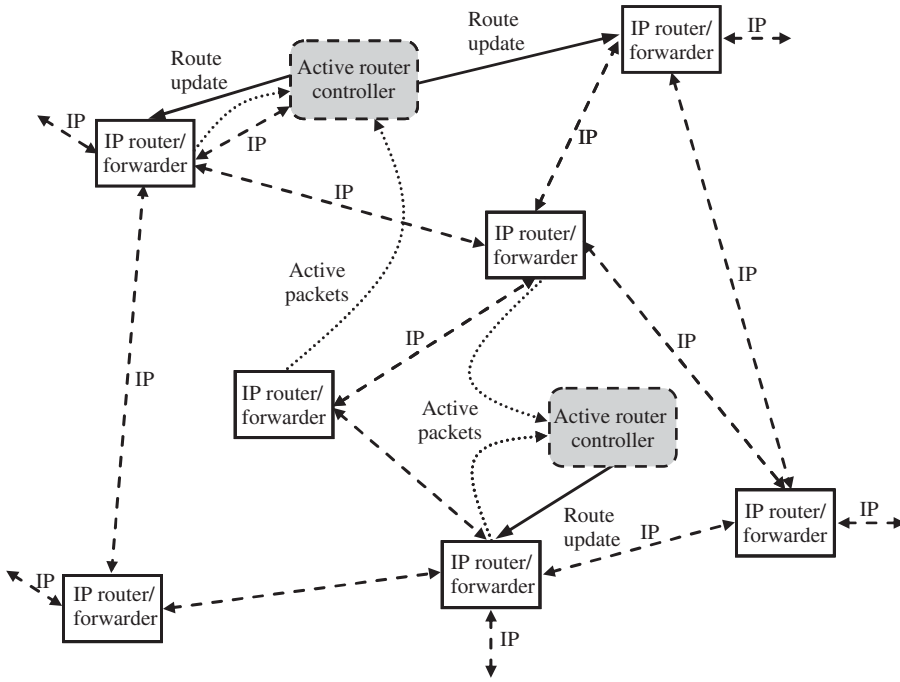 Route
update
IP router/
forwarder
IP
Route
update
Active router
controller
IP
IP router/
forwarder
IP
IP
IP
IP router/
forwarder
Active
packets
IP
IP
IP
IP
IP router/
forwarder
Active
packets
Active router
controller
IP router/
forwarder
IP
Route
update
IP
IP router/
forwarder
IP
IP router/
forwarder
IP